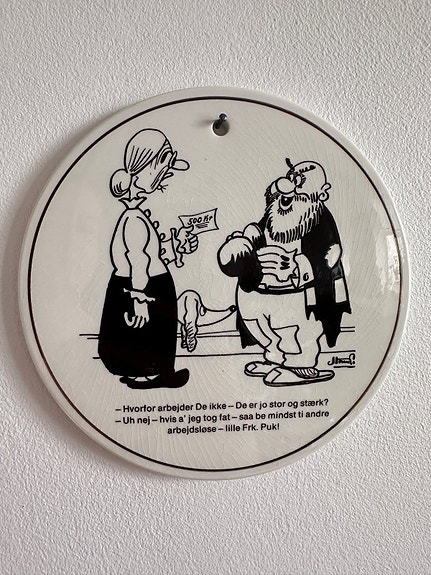 500 Kr
– Hvorfor arbejder De ikke – De er jo stor og stærk?
– Uh nej – hvis a' jeg tog fat – saa be mindst ti andre
arbejdsløse – lille Frk. Puk!